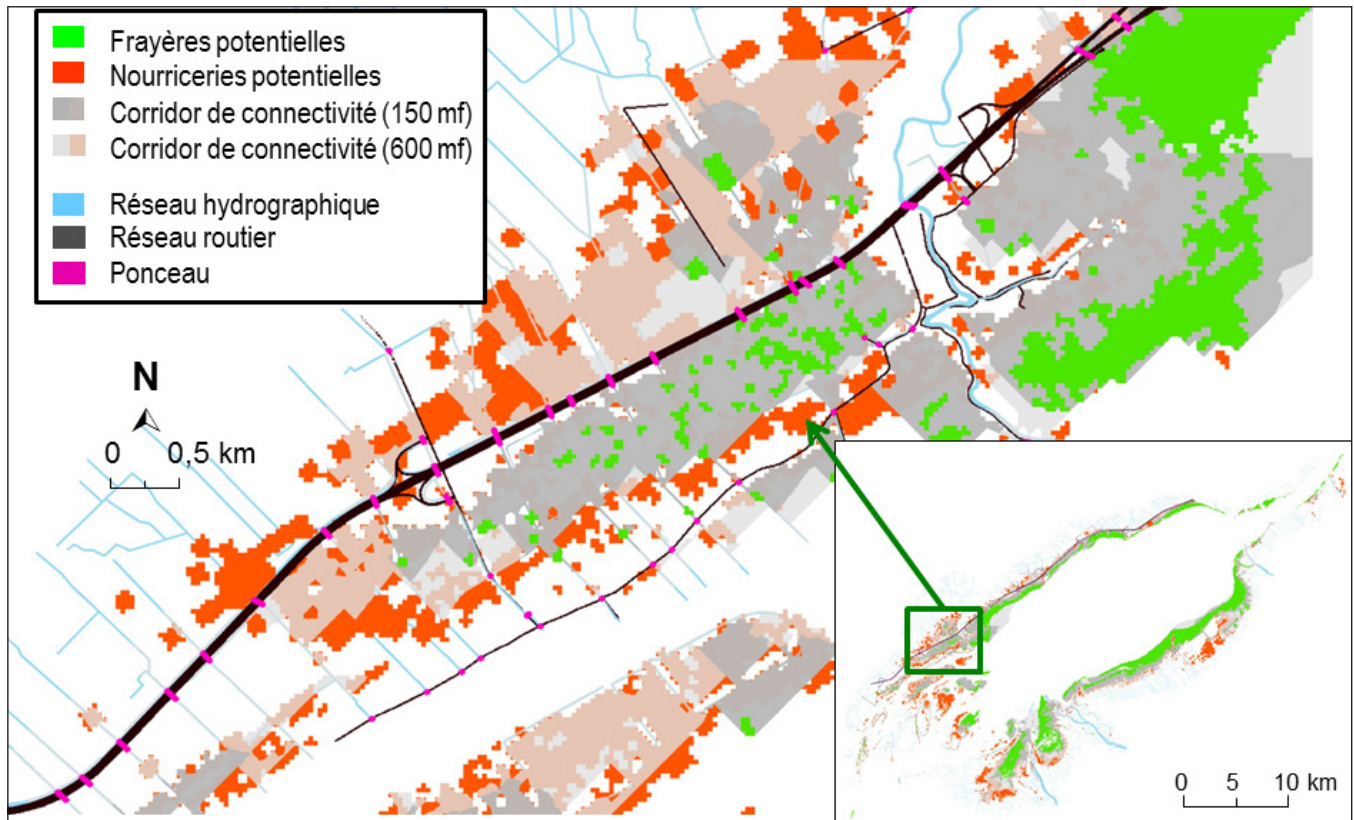 Frayères potentielles
Nourriceries potentielles
Corridor de connectivité (150 mf)
Corridor de connectivité (600 mf)
Réseau hydrographique
Réseau routier
Ponceau
N
0 0,5 km
0 5 10 km